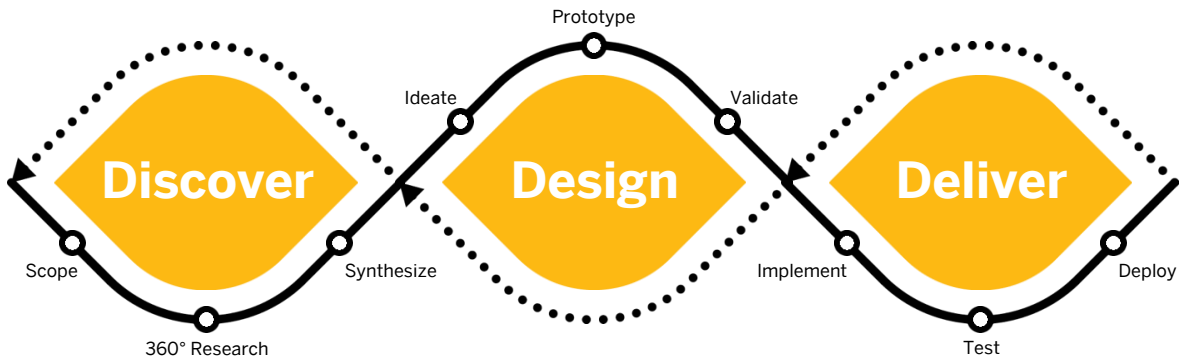 Discover
Scope
360° Research
Synthesize
Design
Ideate
Prototype
Validate
Deliver
Implement
Test
Deploy